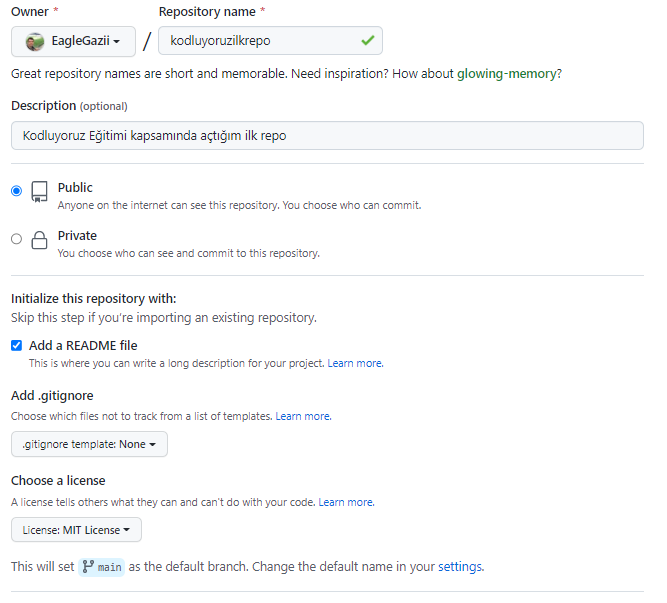 Owner * Repository name *
EagleGazii / kodluyoruzilkrepo
Great repository names are short and memorable. Need inspiration? How about glowing-memory?
Description (optional)
Kodluyoruz Eğitimi kapsamında açtığım ilk repo
Public
Anyone on the internet can see this repository. You choose who can commit.
Private
You choose who can see and commit to this repository.
Initialize this repository with:
Skip this step if you're importing an existing repository.
Add a README file
This is where you can write a long description for your project. Learn more.
Add .gitignore
Choose which files not to track from a list of templates. Learn more.
.gitignore template: None
Choose a license
A license tells others what they can and can't do with your code. Learn more.
License: MIT License
This will set main as the default branch. Change the default name in your settings.